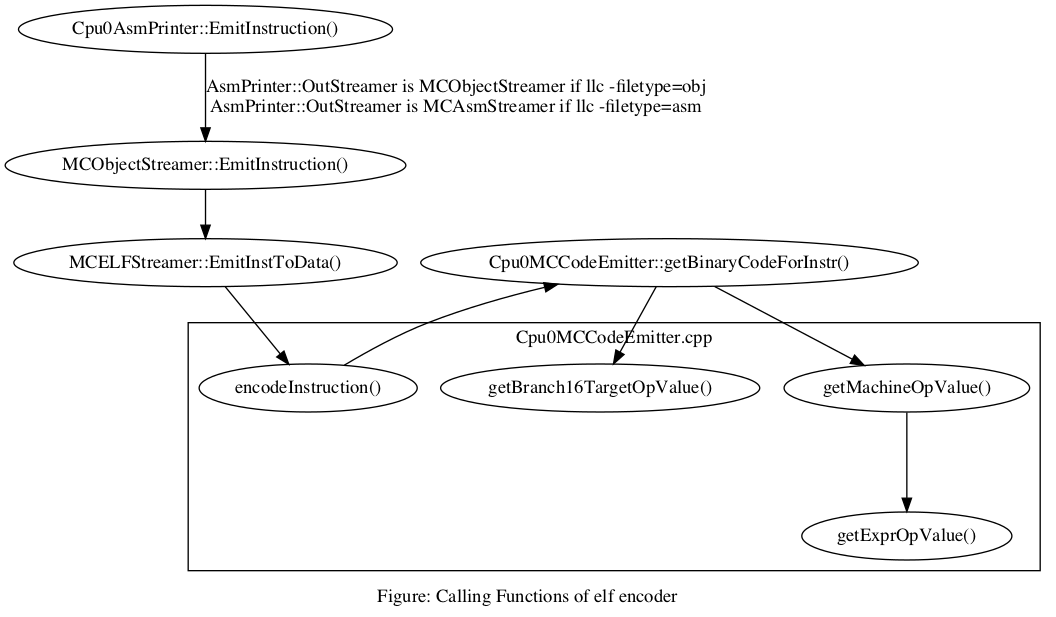 Cpu0AsmPrinter::EmitInstruction()
AsmPrinter::OutStreamer is MCObjectStreamer if llc -filetype=obj
AsmPrinter::OutStreamer is MCAsmStreamer if llc -filetype=asm
MCObjectStreamer::EmitInstruction()
MCELFStreamer::EmitInstToData()
Cpu0MCCodeEmitter::getBinaryCodeForInstr()
Cpu0MCCodeEmitter.cpp
encodeInstruction()
getBranch16TargetOpValue()
getMachineOpValue()
getExprOpValue()
Figure: Calling Functions of elf encoder